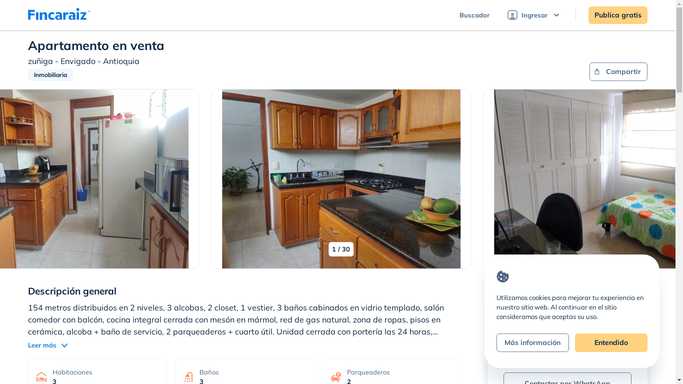 Fincaraiz
Buscador
Ingresar
Publica gratis
Apartamento en venta
zuñiga - Envigado - Antioquia
Inmobiliaria
Compartir
1 / 30
Descripción general
154 metros distribuidos en 2 niveles, 3 alcobas, 2 closet, 1 vestier, 3 baños cabinados en vidrio templado, salón
comedor con balcón, cocina integral cerrada con mesón en mármol, red de gas natural, zona de ropas, pisos en
cerámica, alcoba + baño de servicio, 2 parqueaderos + cuarto útil. Unidad cerrada con portería las 24 horas,...
Leer más
Habitaciones
3
Baños
3
Parqueaderos
2
Utilizamos cookies para mejorar tu experiencia en
nuestro sitio web. Al continuar en el sitio
consideramos que aceptas su uso.
Más información
Entendido
Contactar por WhatsApp